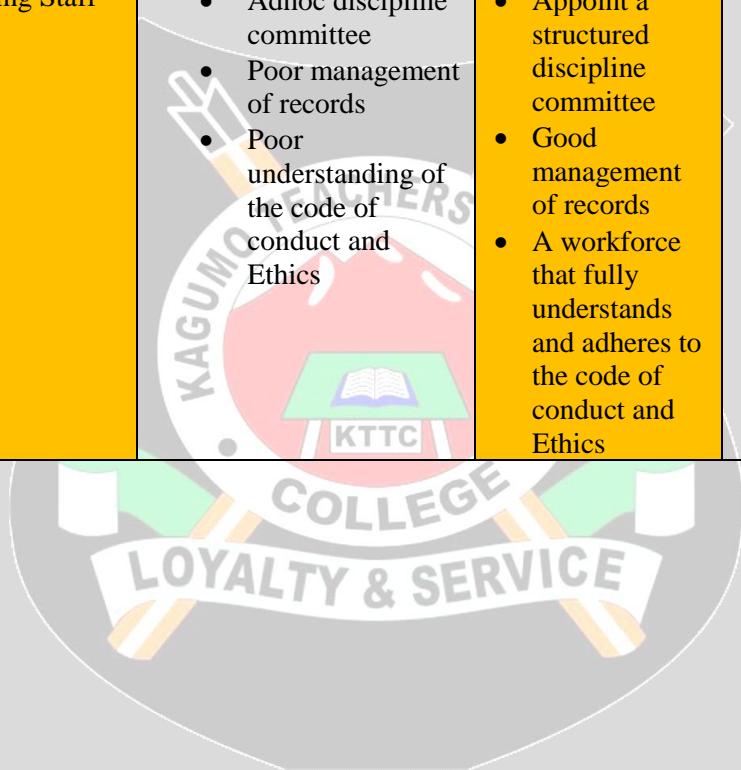 ng Staff
• Adhoc discipline
committee
• Poor management
of records
• Poor
understanding of
the code of
conduct and
Ethics
• Appoint a
structured
discipline
committee
• Good
management
of records
• A workforce
that fully
understands
and adheres to
the code of
conduct and
Ethics
KAGUMO TEACHERS
KTTC
COLLEGE
LOYALTY & SERVICE